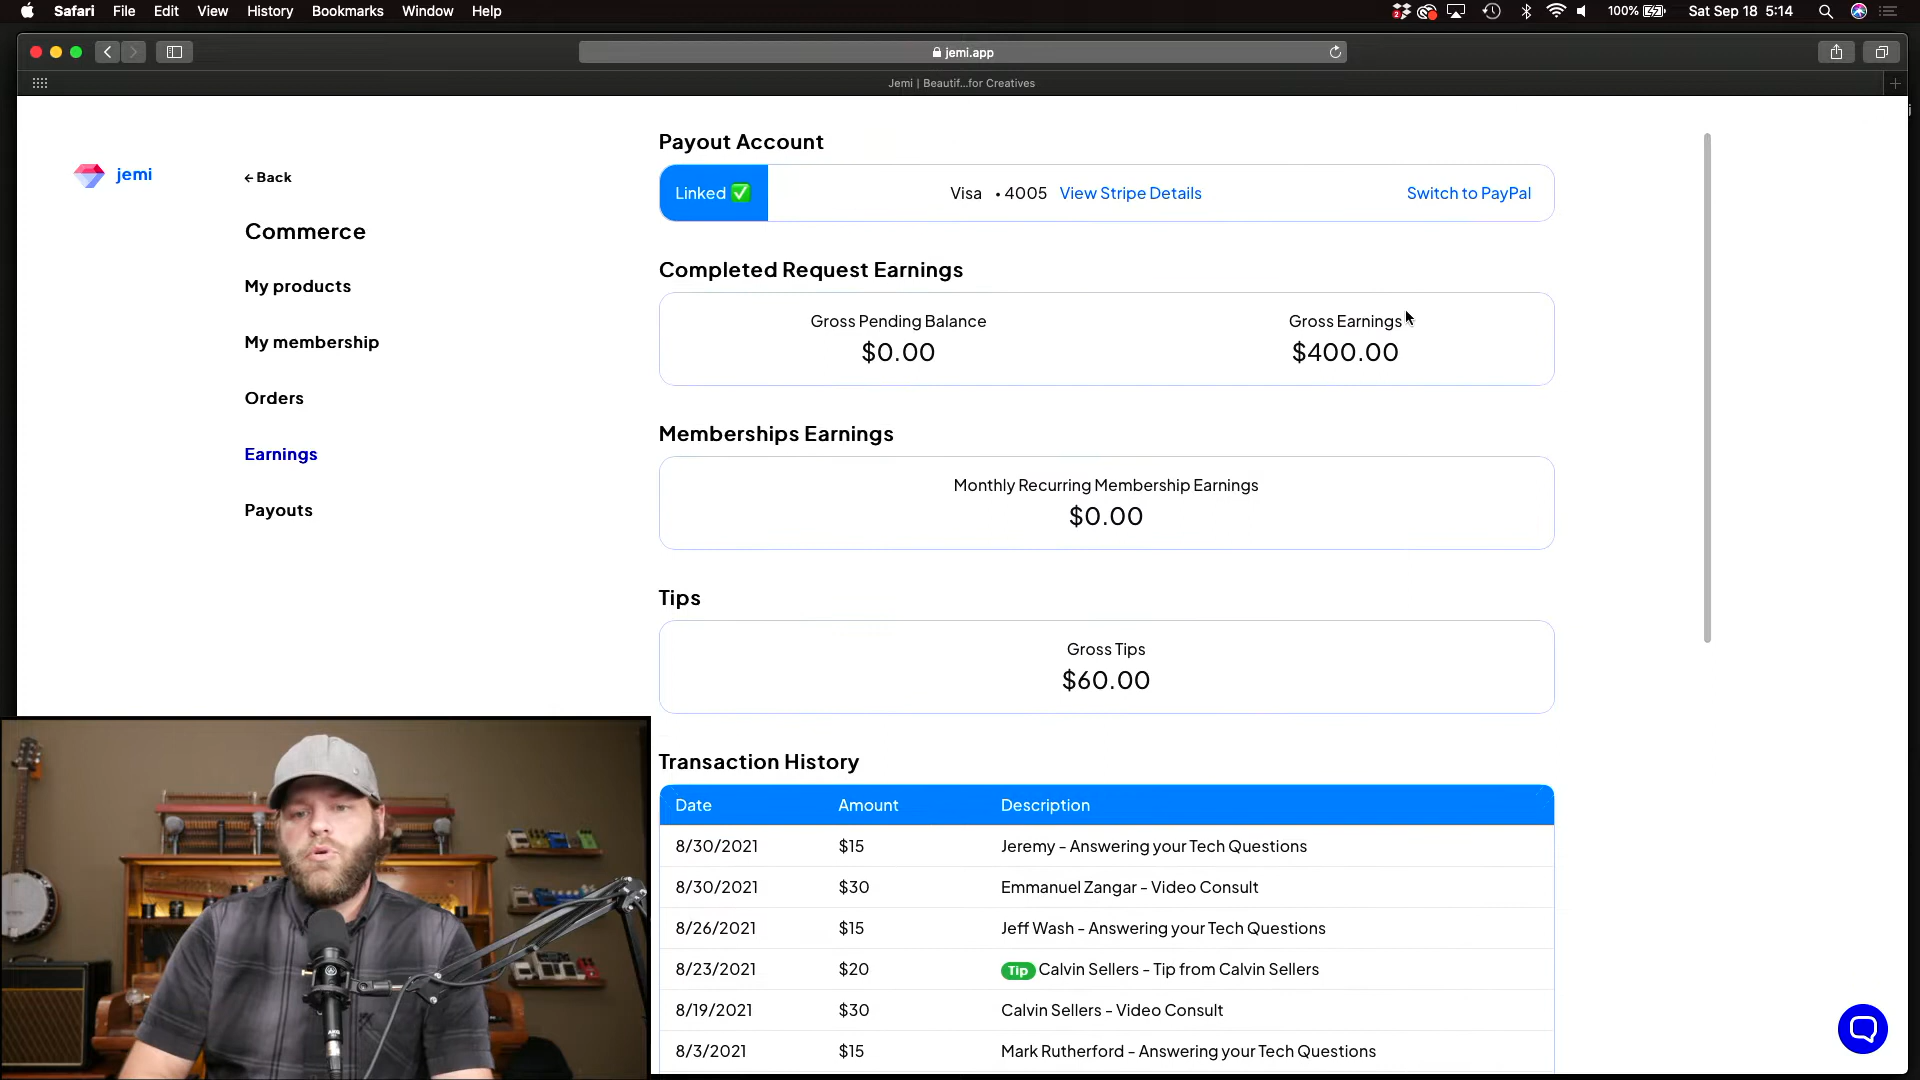 Safari File Edit View History Bookmarks Window Help 2 100% Sat Sep 18 5:14
jemi.app
Jemi | Beautif...for Creatives
jemi
← Back
Commerce
My products
My membership
Orders
Earnings
Payouts
Payout Account
Linked ✅ Visa • 4005 View Stripe Details Switch to PayPal
Completed Request Earnings
Gross Pending Balance Gross Earnings
$0.00 $400.00
Memberships Earnings
Monthly Recurring Membership Earnings
$0.00
Tips
Gross Tips
$60.00
Transaction History
Date Amount Description
8/30/2021 $15 Jeremy - Answering your Tech Questions
8/30/2021 $30 Emmanuel Zangar - Video Consult
8/26/2021 $15 Jeff Wash - Answering your Tech Questions
8/23/2021 $20 Tip Calvin Sellers - Tip from Calvin Sellers
8/19/2021 $30 Calvin Sellers - Video Consult
8/3/2021 $15 Mark Rutherford - Answering your Tech Questions